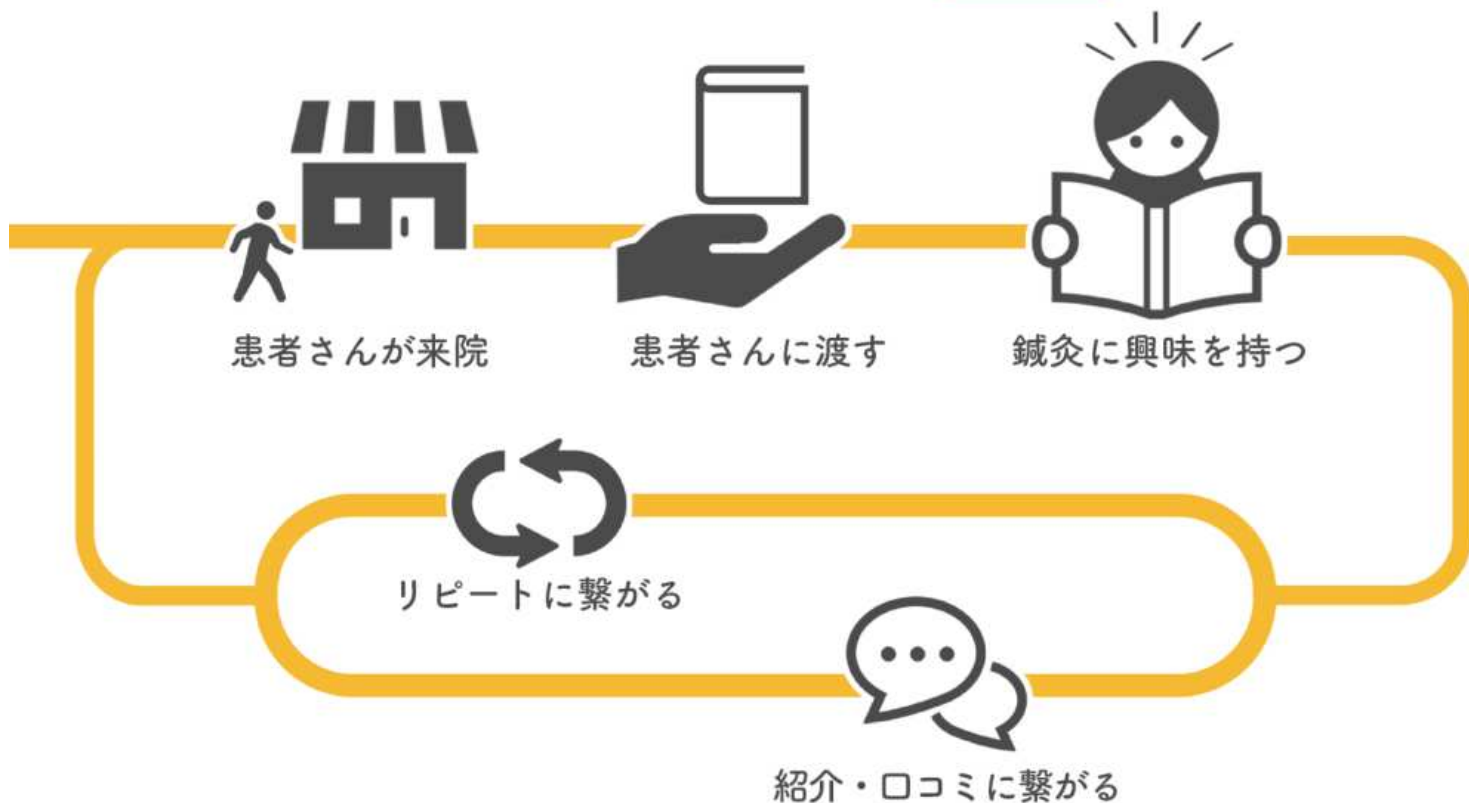 患者さんが来院
患者さんに渡す
鍼灸に興味を持つ
リピートに繋がる
紹介・口コミに繋がる